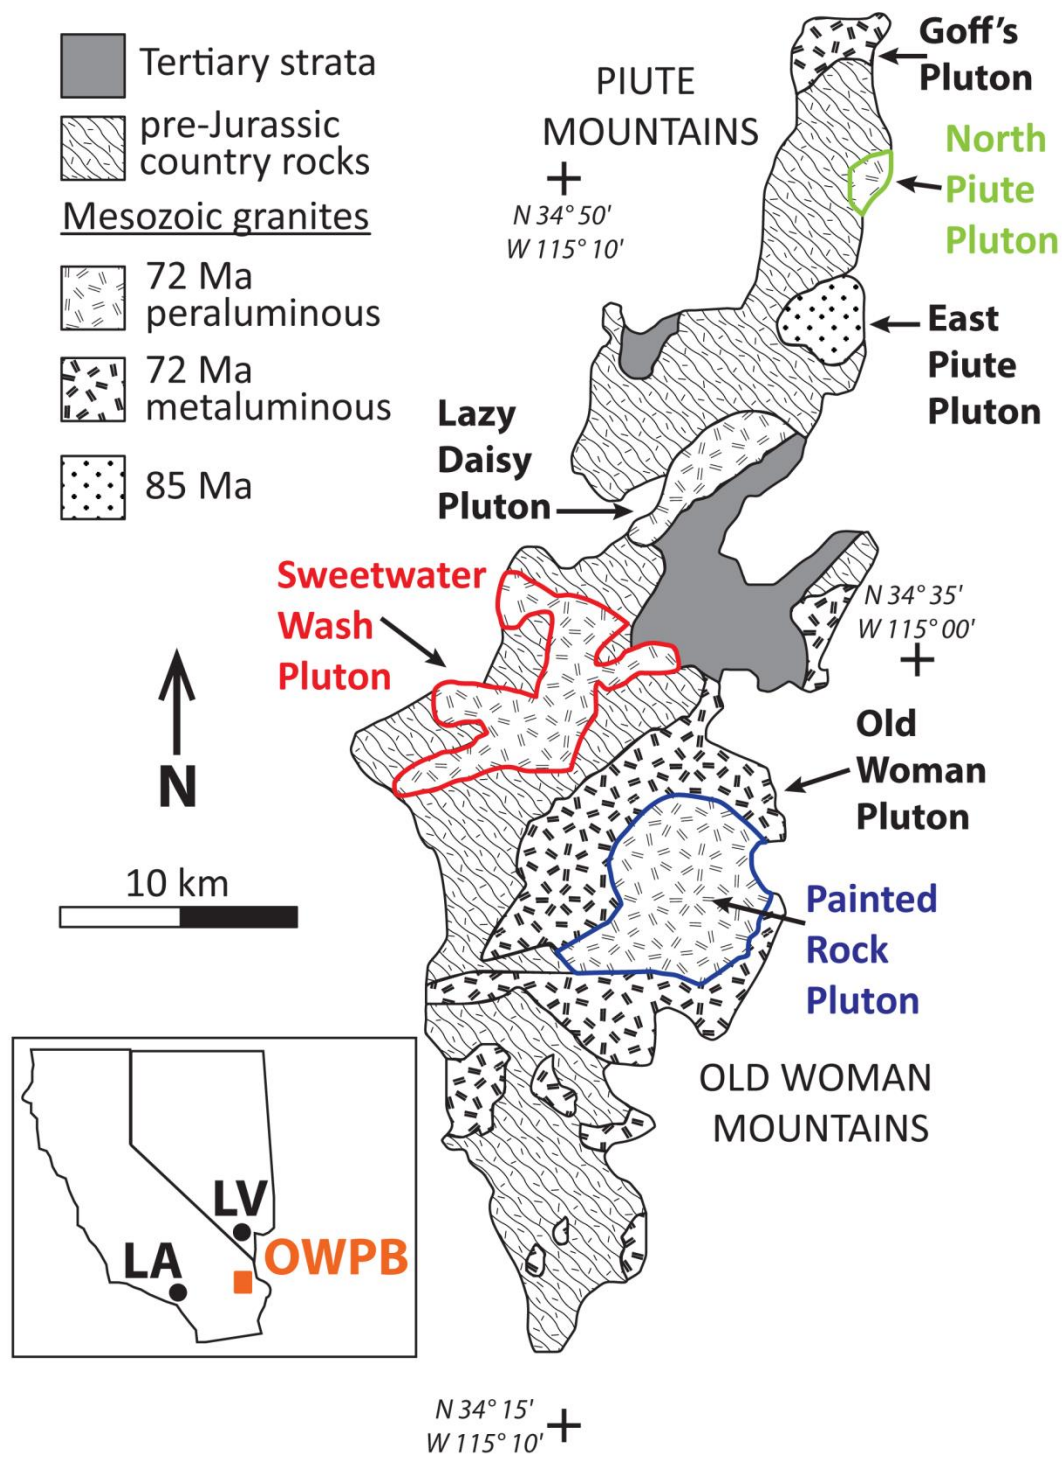 Tertiary strata
pre-Jurassic
country rocks
Mesozoic granites
72 Ma
peraluminous
72 Ma
metaluminous
85 Ma
PIUTE
MOUNTAINS
N 34° 50'
W 115° 10'
Goff's
Pluton
North
Piute
Pluton
East
Piute
Pluton
Lazy
Daisy
Pluton
Sweetwater
Wash
Pluton
N 34° 35'
W 115° 00'
Old
Woman
Pluton
Painted
Rock
Pluton
N
10 km
OLD WOMAN
MOUNTAINS
LV
LA
OWPB
N 34° 15'
W 115° 10'